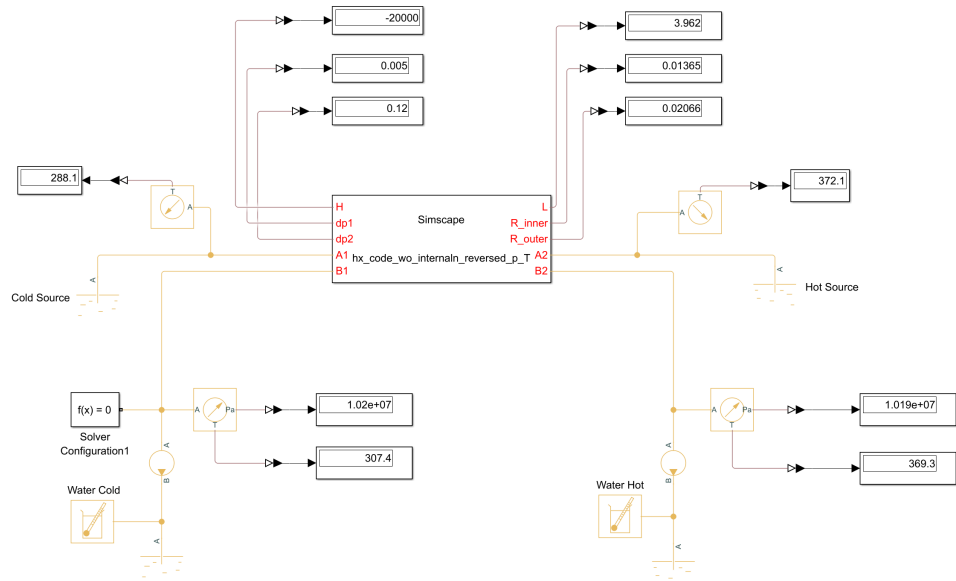 -20000
3.962
0.005
0.01365
0.12
0.02066
288.1
T
A
T
A
372.1
H
Simscape
L
dp1
R_inner
dp2
R_outer
A1
hx_code_wo_internaln_reversed_p_T
A2
B1
B2
A
Cold Source
A
Hot Source
f(x) = 0
Solver
Configuration1
A
Pa
T
1.02e+07
307.4
A
Pa
T
1.019e+07
369.3
A
B
Water Cold
A
A
B
Water Hot
A